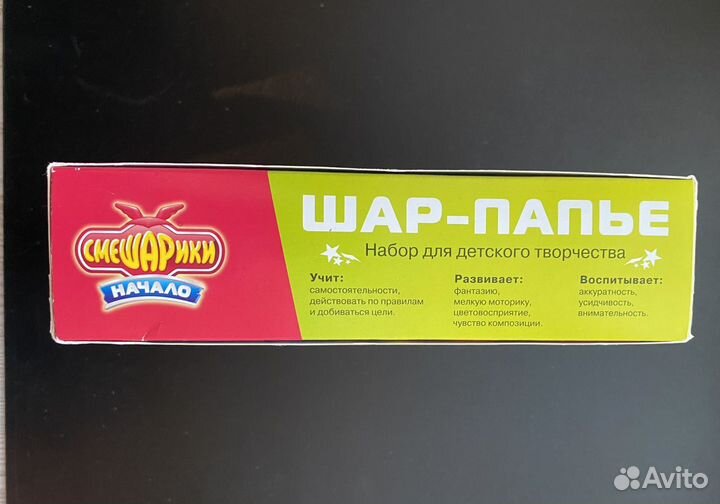 СМЕШАРИКИ
НАЧАЛО
ШАР-ПАПЬЕ
Набор для детского творчества
Учит:
самостоятельности,
действовать по правилам
и добиваться цели.
Развивает:
фантазию,
мелкую моторику,
цветовосприятие,
чувство композиции.
Воспитывает:
аккуратность,
усидчивость,
внимательность.
Avito